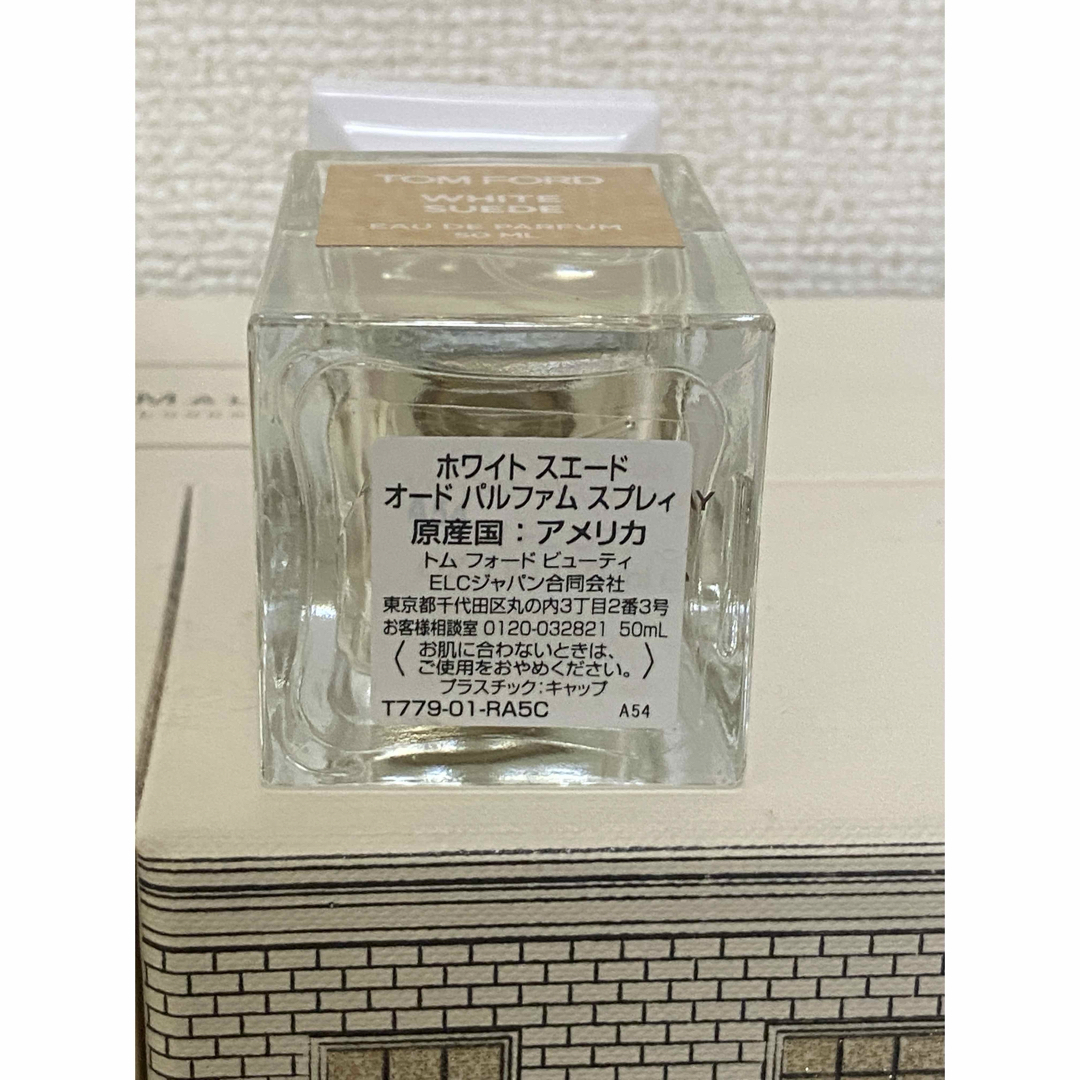 TOM FORD
WHITE
SUEDE
EAU DE PARFUM
50 ML
ホワイト スエード
オード パルファム スプレィ
原産国：アメリカ
トム フォード ビューティ
ELCジャパン合同会社
東京都千代田区丸の内3丁目2番3号
お客様相談室 0120-032821 50mL
〈 お肌に合わないときは、
ご使用をおやめください。 〉
プラスチック：キャップ
T779-01-RA5C A54